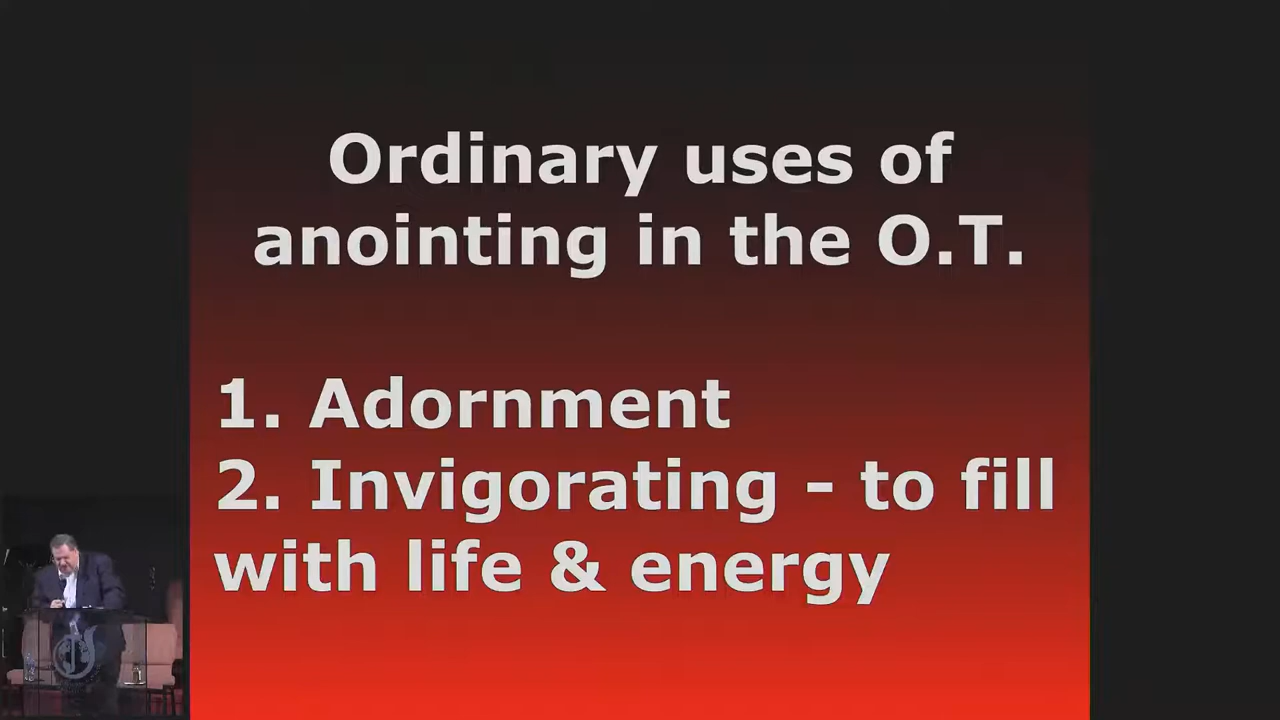 Ordinary uses of
anointing in the O.T.
1. Adornment
2. Invigorating - to fill
with life & energy